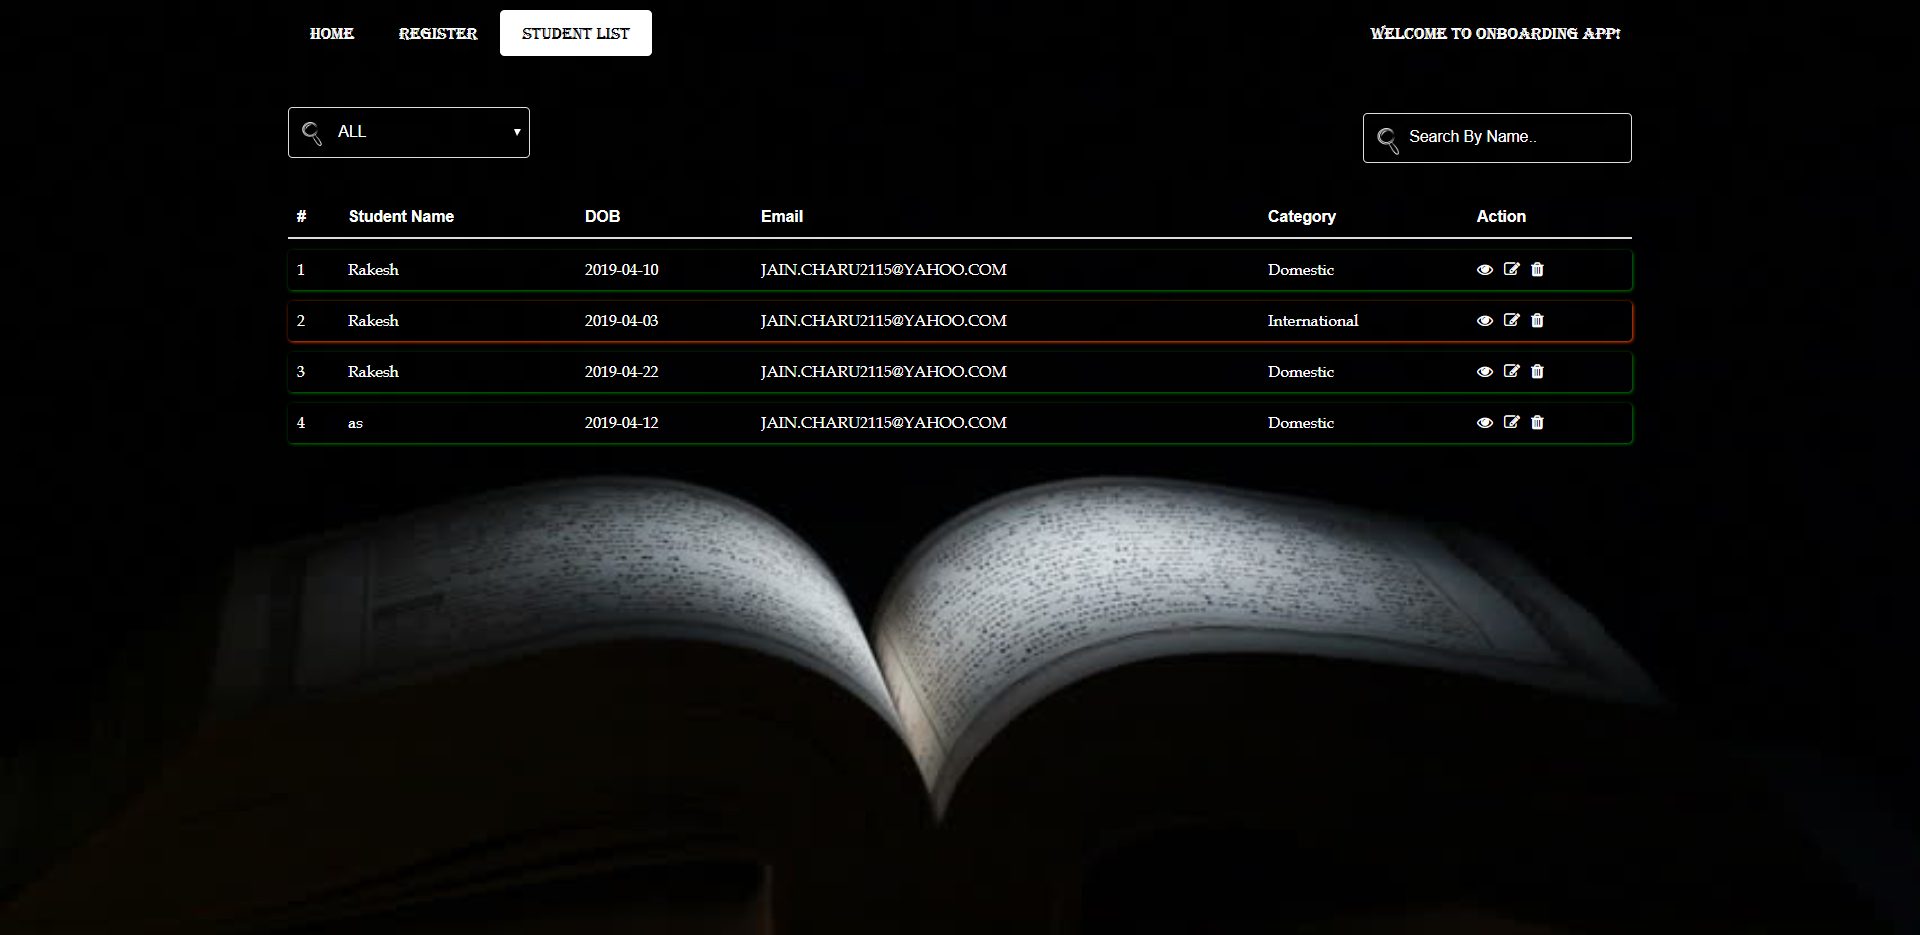 HOME REGISTER STUDENT LIST WELCOME TO ONBOARDING APP!
ALL
Search By Name..
# Student Name DOB Email Category Action
1 Rakesh 2019-04-10 JAIN.CHARU2115@YAHOO.COM Domestic
2 Rakesh 2019-04-03 JAIN.CHARU2115@YAHOO.COM International
3 Rakesh 2019-04-22 JAIN.CHARU2115@YAHOO.COM Domestic
4 as 2019-04-12 JAIN.CHARU2115@YAHOO.COM Domestic